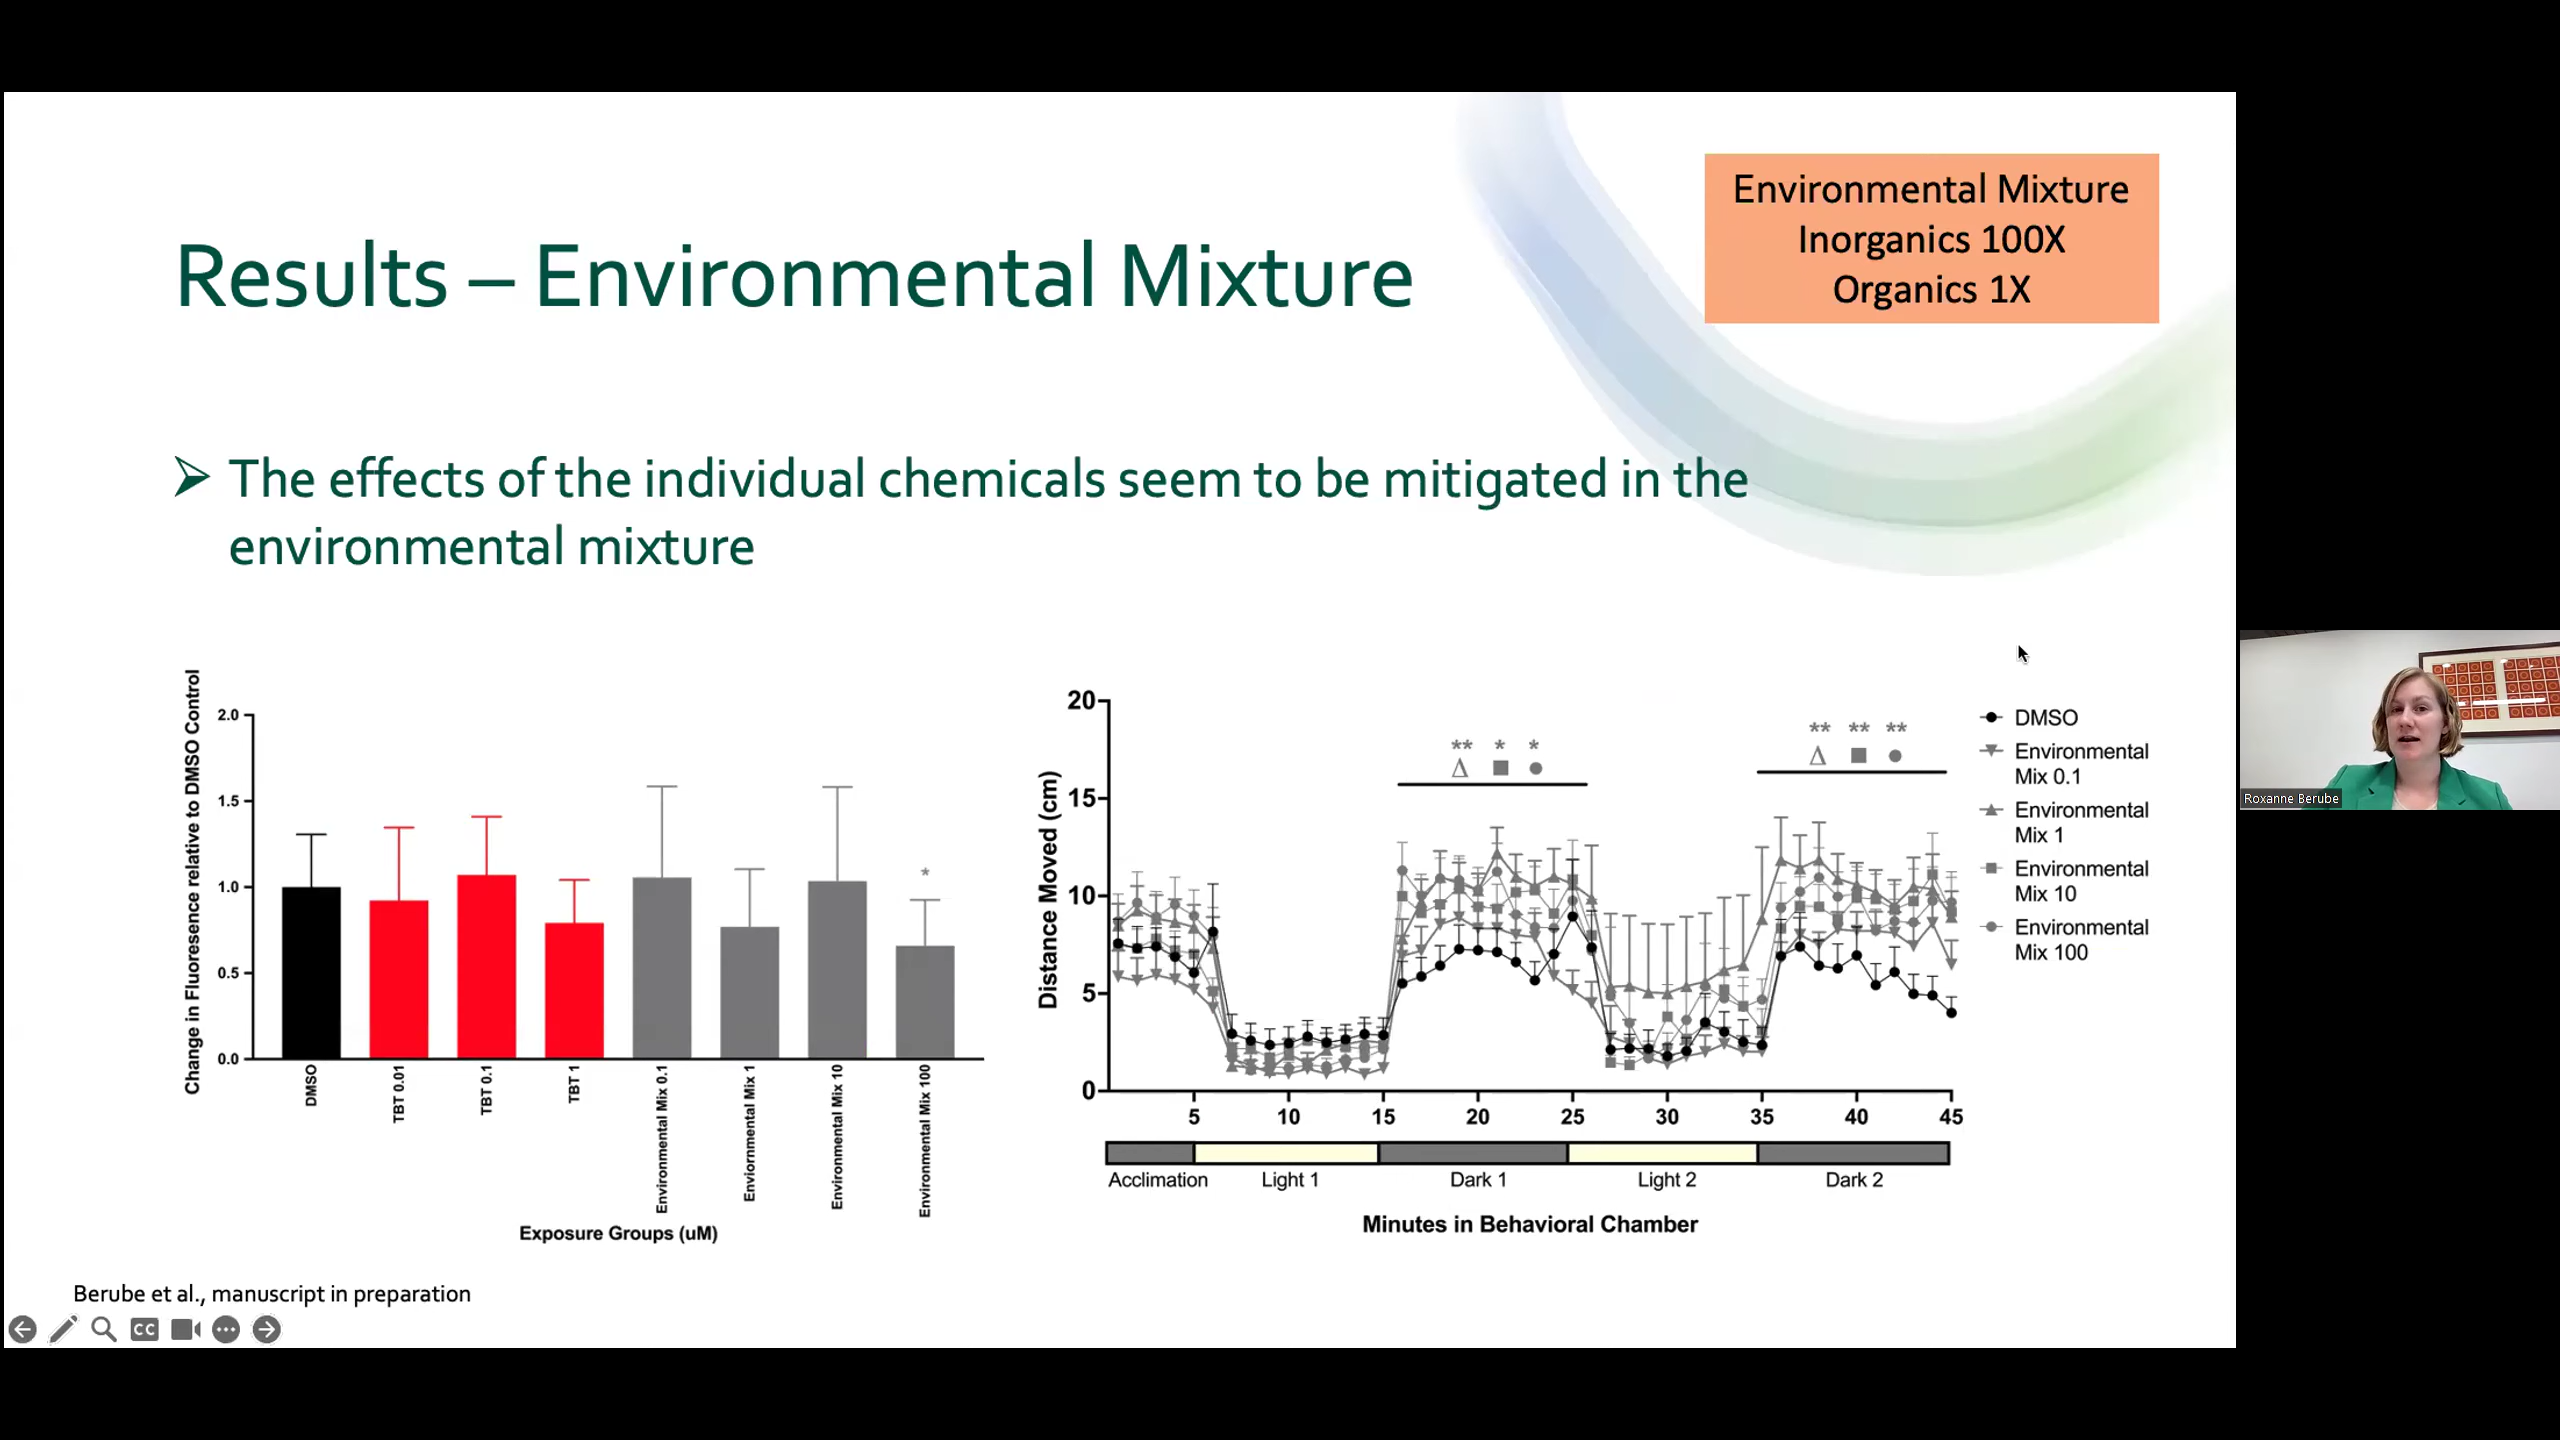 Environmental Mixture
Inorganics 100X
Organics 1X
Results – Environmental Mixture
➢ The effects of the individual chemicals seem to be mitigated in the
environmental mixture
Change in Fluoresence relative to DMSO Control
2.0
1.5
1.0
0.5
0.0
*
DMSO
TBT 0.01
TBT 0.1
TBT 1
Environmental Mix 0.1
Enviornmental Mix 1
Environmental Mix 10
Environmental Mix 100
Exposure Groups (uM)
Distance Moved (cm)
20
15
10
5
0
** * *
** ** **
5 10 15 20 25 30 35 40 45
Acclimation Light 1 Dark 1 Light 2 Dark 2
Minutes in Behavioral Chamber
DMSO
Environmental
Mix 0.1
Environmental
Mix 1
Environmental
Mix 10
Environmental
Mix 100
Berube et al., manuscript in preparation
CC
Roxanne Berube